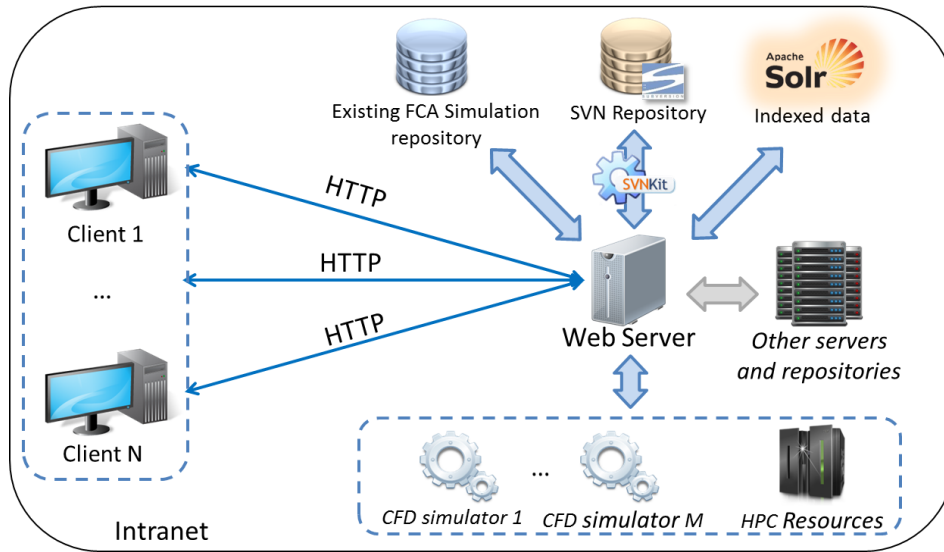 Existing FCA Simulation
repository
SUBVERSION
SVN Repository
Apache
Solr
Indexed data
SVNKit
Client 1
...
Client N
HTTP
HTTP
HTTP
Web Server
Other servers
and repositories
CFD simulator 1
...
CFD simulator M
HPC Resources
Intranet